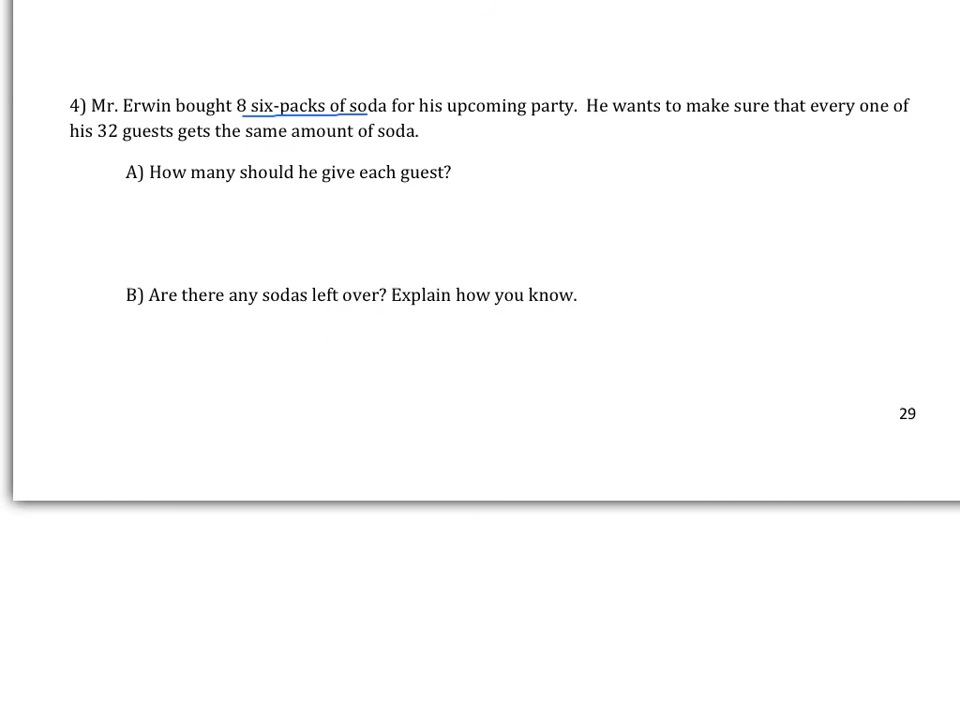 4) Mr. Erwin bought 8 six-packs of soda for his upcoming party.  He wants to make sure that every one of
his 32 guests gets the same amount of soda.
A) How many should he give each guest?
B) Are there any sodas left over? Explain how you know.
29